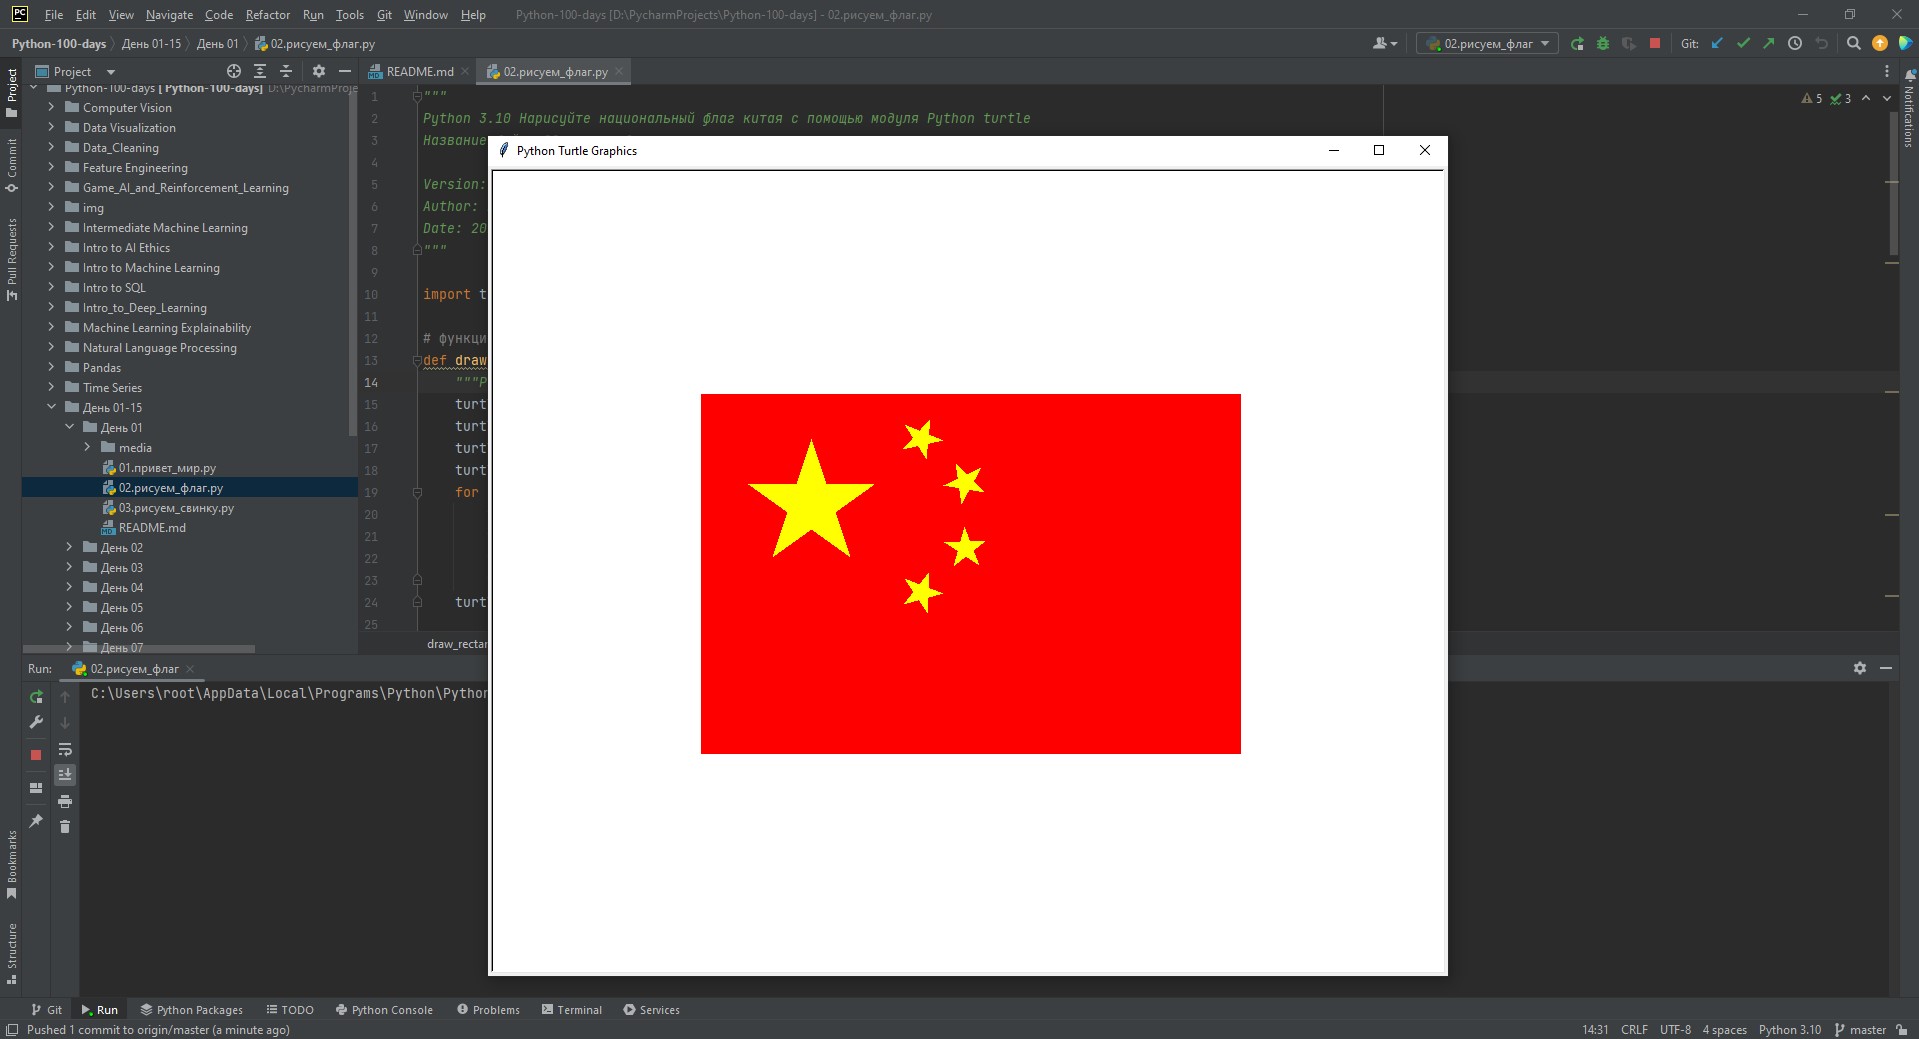 PC File Edit View Navigate Code Refactor Run Tools Git Window Help Python-100-days [D:\PycharmProjects\Python-100-days] - 02.рисуем_флаг.py
Python-100-days День 01-15 День 01 02.рисуем_флаг.py 02.рисуем_флаг Git:
Project
README.md 02.рисуем_флаг.py
Project
Commit
Pull Requests
Bookmarks
Structure
Notifications
Python-100-days [Python-100-days] D:\PycharmProje
Computer Vision
Data Visualization
Data_Cleaning
Feature Engineering
Game_AI_and_Reinforcement_Learning
img
Intermediate Machine Learning
Intro to AI Ethics
Intro to Machine Learning
Intro to SQL
Intro_to_Deep_Learning
Machine Learning Explainability
Natural Language Processing
Pandas
Time Series
День 01-15
День 01
media
01.привет_мир.py
02.рисуем_флаг.py
03.рисуем_свинку.py
README.md
День 02
День 03
День 04
День 05
День 06
День 07
1 """
2 Python 3.10 Нарисуйте национальный флаг китая с помощью модуля Python turtle
3 Название
4
5 Version:
6 Author:
7 Date: 20
8 """
9
10 import t
11
12 # функци
13 def draw
14 """Р
15 turt
16 turt
17 turt
18 turt
19 for
20
21
22
23
24 turt
25
5 3
draw_rectan
Python Turtle Graphics
Run: 02.рисуем_флаг
C:\Users\root\AppData\Local\Programs\Python\Python
Git Run Python Packages TODO Python Console Problems Terminal Services
Pushed 1 commit to origin/master (a minute ago) 14:31 CRLF UTF-8 4 spaces Python 3.10 master